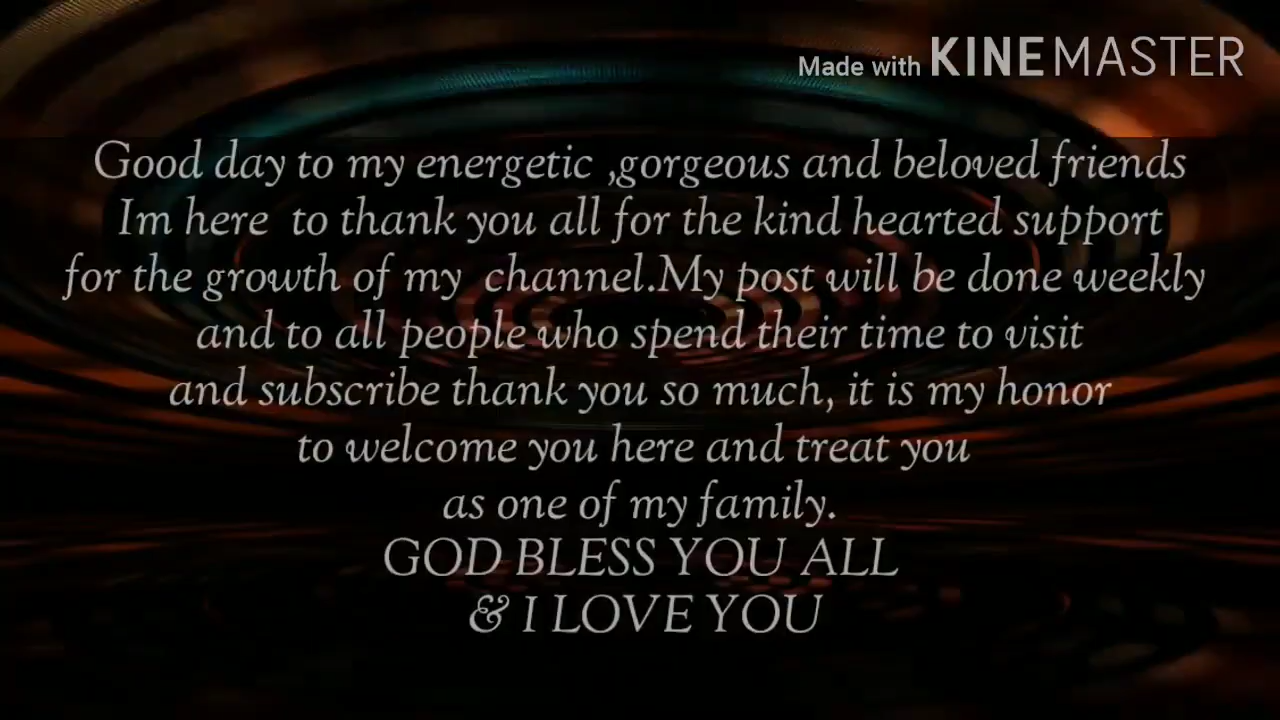 Made with KINEMASTER
Good day to my energetic ,gorgeous and beloved friends
Im here  to thank you all for the kind hearted support
for the growth of my  channel.My post will be done weekly
and to all people who spend their time to visit
and subscribe thank you so much, it is my honor
to welcome you here and treat you
as one of my family.
GOD BLESS YOU ALL
& I LOVE YOU